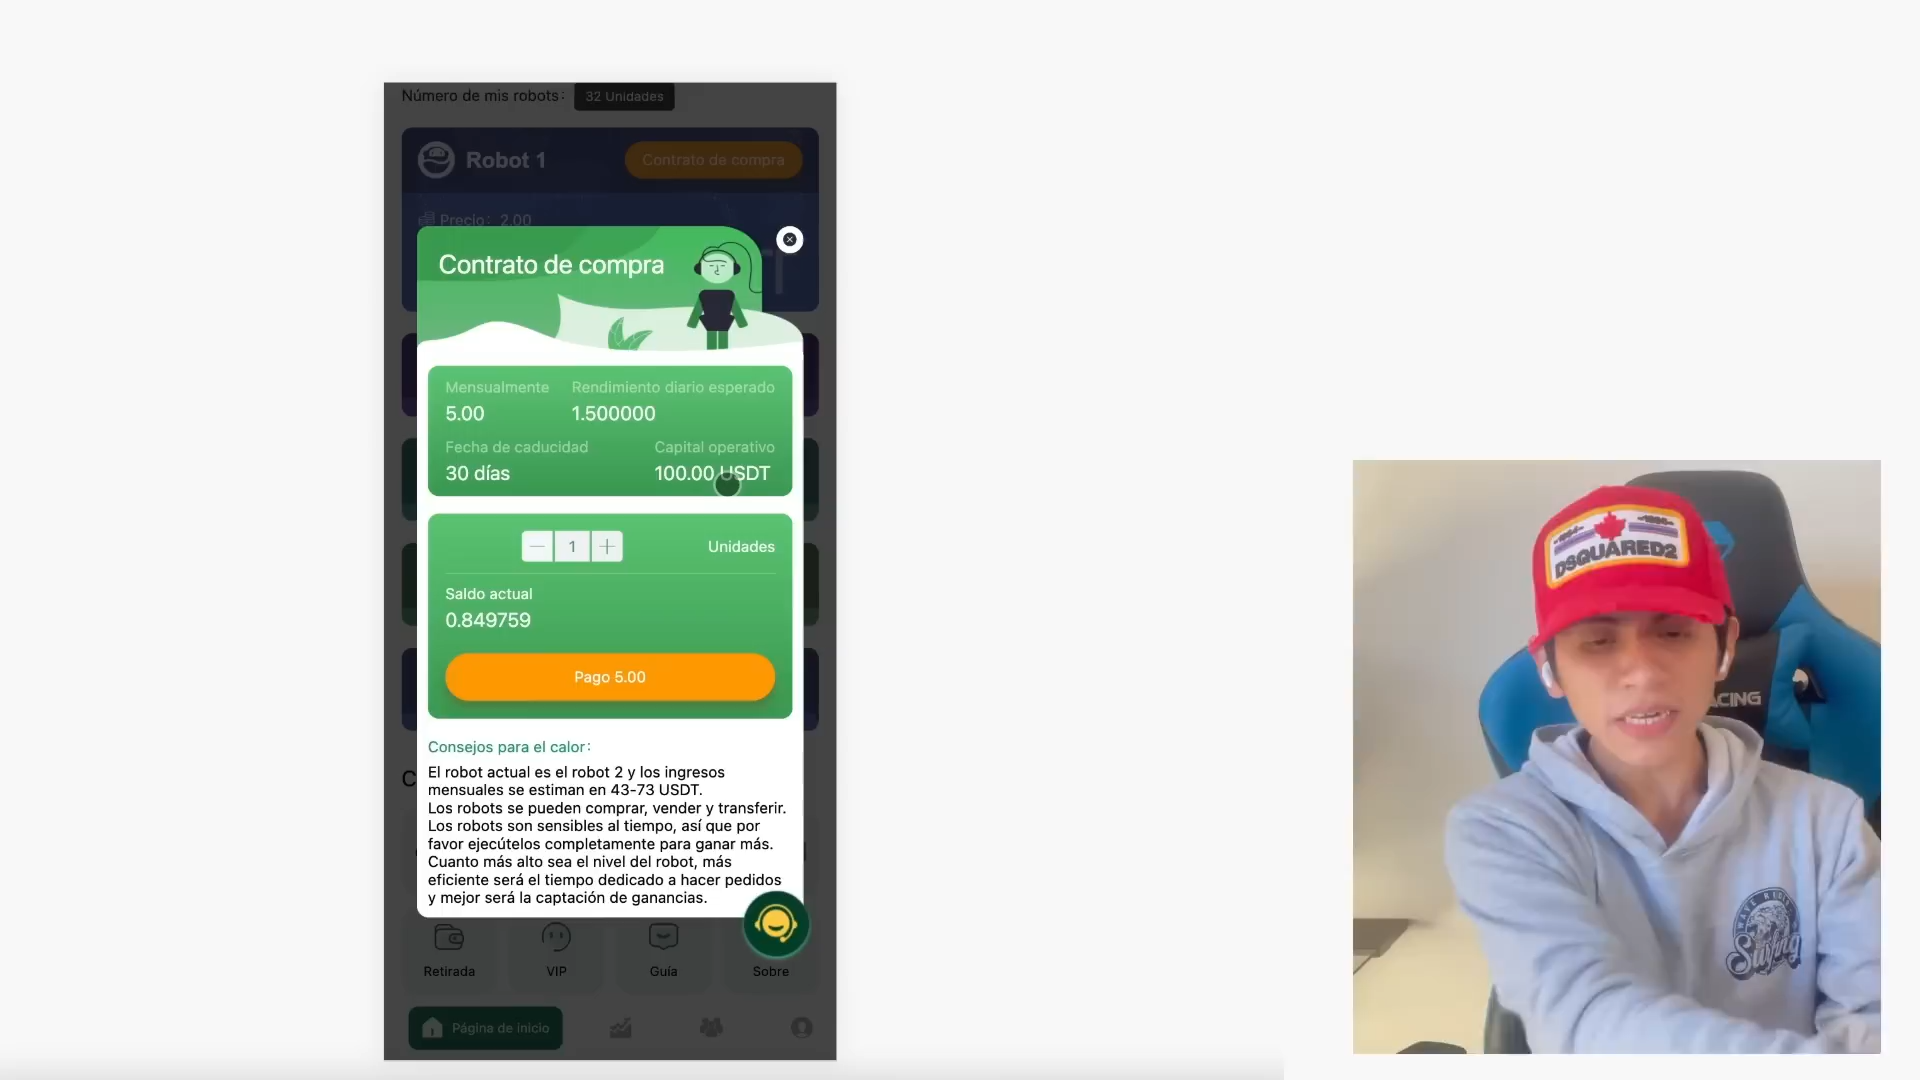 Número de mis robots:
32 Unidades
Robot 1
Contrato de compra
Precio: 2.00
Contrato de compra
Mensualmente
Rendimiento diario esperado
5.00
1.500000
Fecha de caducidad
Capital operativo
30 días
100.00 USDT
1
Unidades
Saldo actual
0.849759
Pago 5.00
Consejos para el calor:
El robot actual es el robot 2 y los ingresos
mensuales se estiman en 43-73 USDT.
Los robots se pueden comprar, vender y transferir.
Los robots son sensibles al tiempo, así que por
favor ejecútelos completamente para ganar más.
Cuanto más alto sea el nivel del robot, más
eficiente será el tiempo dedicado a hacer pedidos
y mejor será la captación de ganancias.
Retirada
VIP
Guía
Sobre
Página de inicio
DSQUARED2
ACING
Surfing